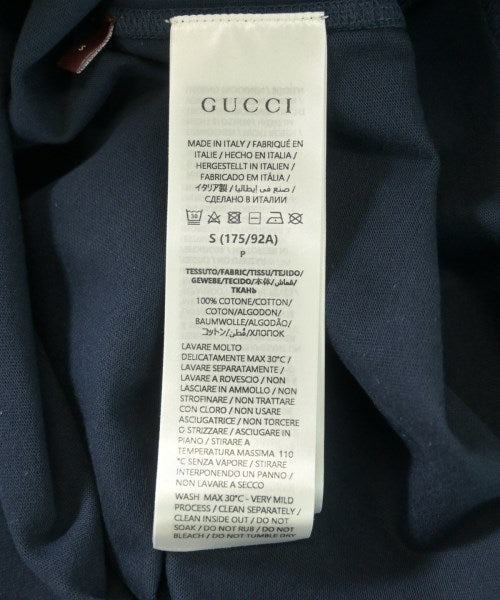 S
GUCCI
MADE IN ITALY / FABRIQUÉ EN
ITALIE / HECHO EN ITALIA /
HERGESTELLT IN ITALIEN /
FABRICADO EM ITÁLIA /
イタリア製 / صنع في إيطاليا /
СДЕЛАНО В ИТАЛИИ
30
S (175/92A)
P
TESSUTO/FABRIC/TISSU/TEJIDO/
GEWEBE/TECIDO/本体/قماش/
ТКАНЬ
100% COTONE/COTTON/
COTON/ALGODON/
BAUMWOLLE/ALGODÃO/
コットン/قُطن/ХЛОПОК
LAVARE MOLTO
DELICATAMENTE MAX 30°C /
LAVARE SEPARATAMENTE /
LAVARE A ROVESCIO / NON
LASCIARE IN AMMOLLO / NON
STROFINARE / NON TRATTARE
CON CLORO / NON USARE
ASCIUGATRICE / NON TORCERE
O STRIZZARE / ASCIUGARE IN
PIANO / STIRARE A
TEMPERATURA MASSIMA 110
°C SENZA VAPORE / STIRARE
INTERPONENDO UN PANNO /
NON LAVARE A SECCO
WASH MAX 30°C - VERY MILD
PROCESS / CLEAN SEPARATELY /
CLEAN INSIDE OUT / DO NOT
SOAK / DO NOT RUB / DO NOT
BLEACH / DO NOT TUMBLE DRY